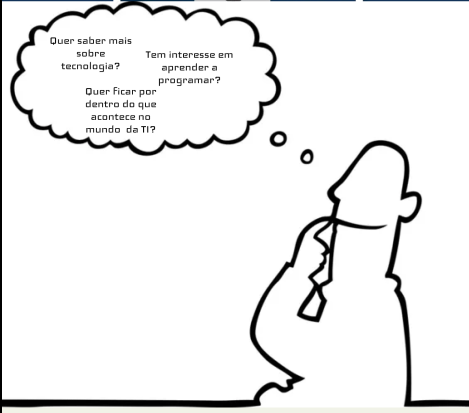 Quer saber mais
sobre
tecnologia?
Tem interesse em
aprender a
programar?
Quer ficar por
dentro do que
acontece no
mundo da TI?